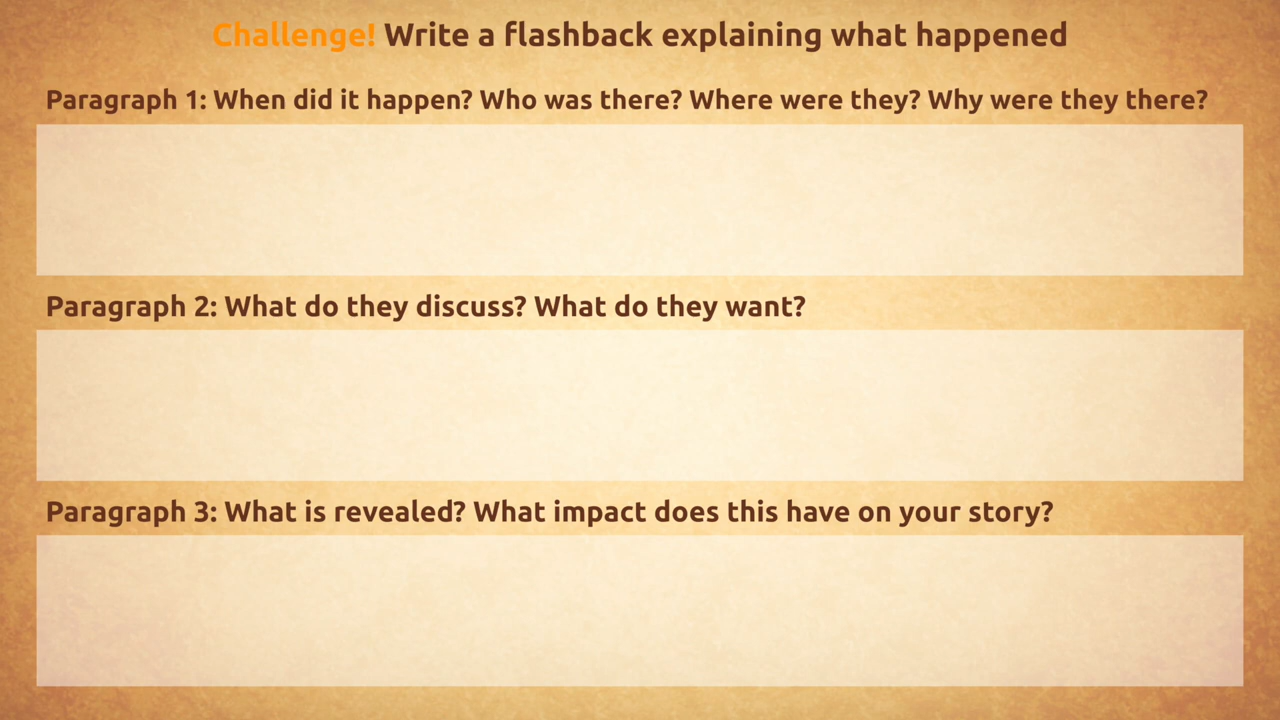 Challenge! Write a flashback explaining what happened
Paragraph 1: When did it happen? Who was there? Where were they? Why were they there?
Paragraph 2: What do they discuss? What do they want?
Paragraph 3: What is revealed? What impact does this have on your story?